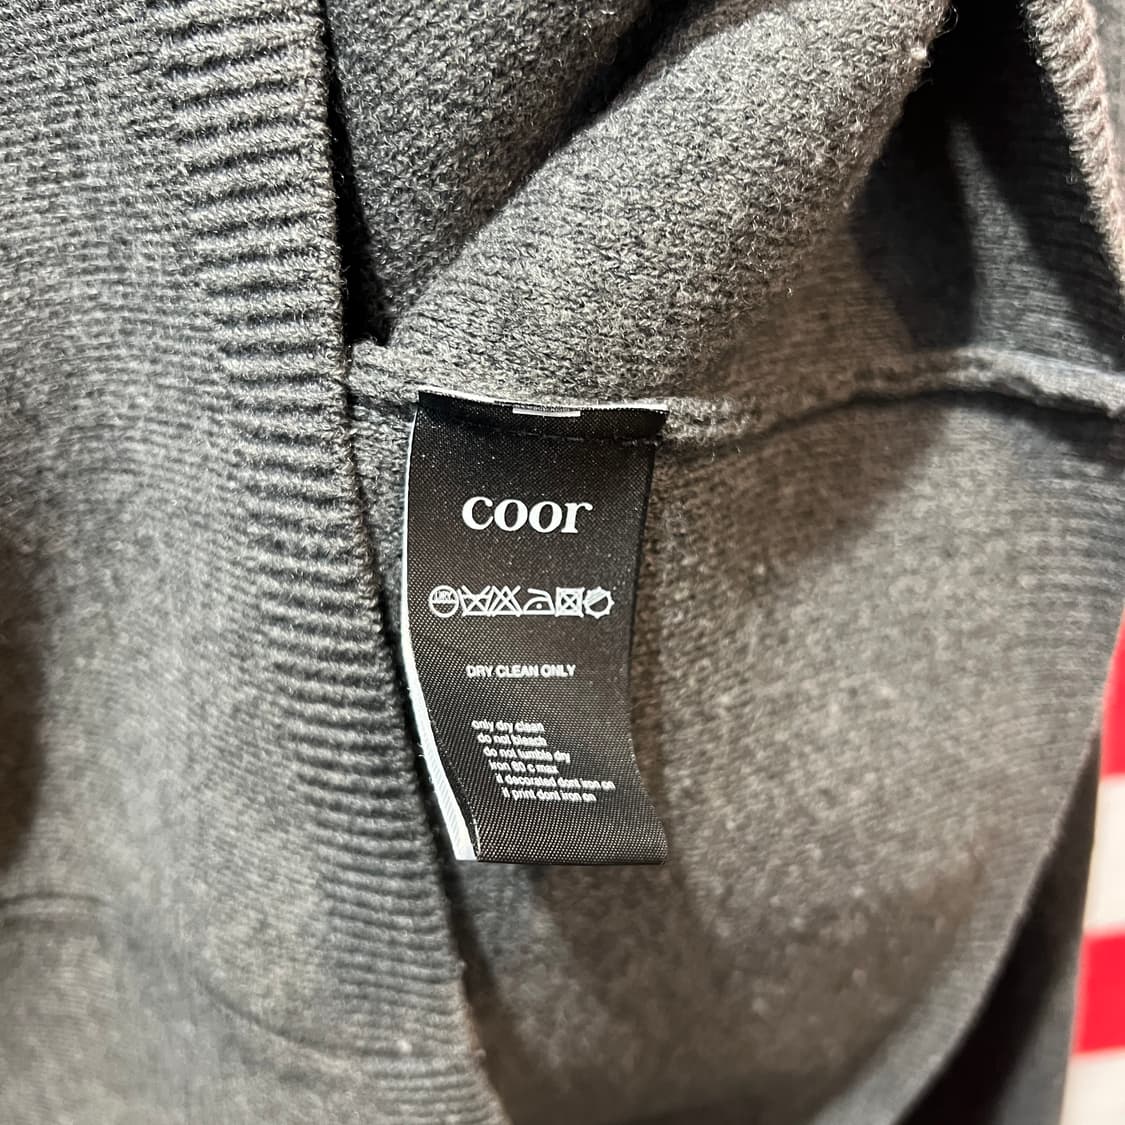 coor
DRY
DRY CLEAN ONLY
only dry clean
do not bleach
do not tumble dry
iron 80 c max
if decorated dont iron on
if print dont iron on